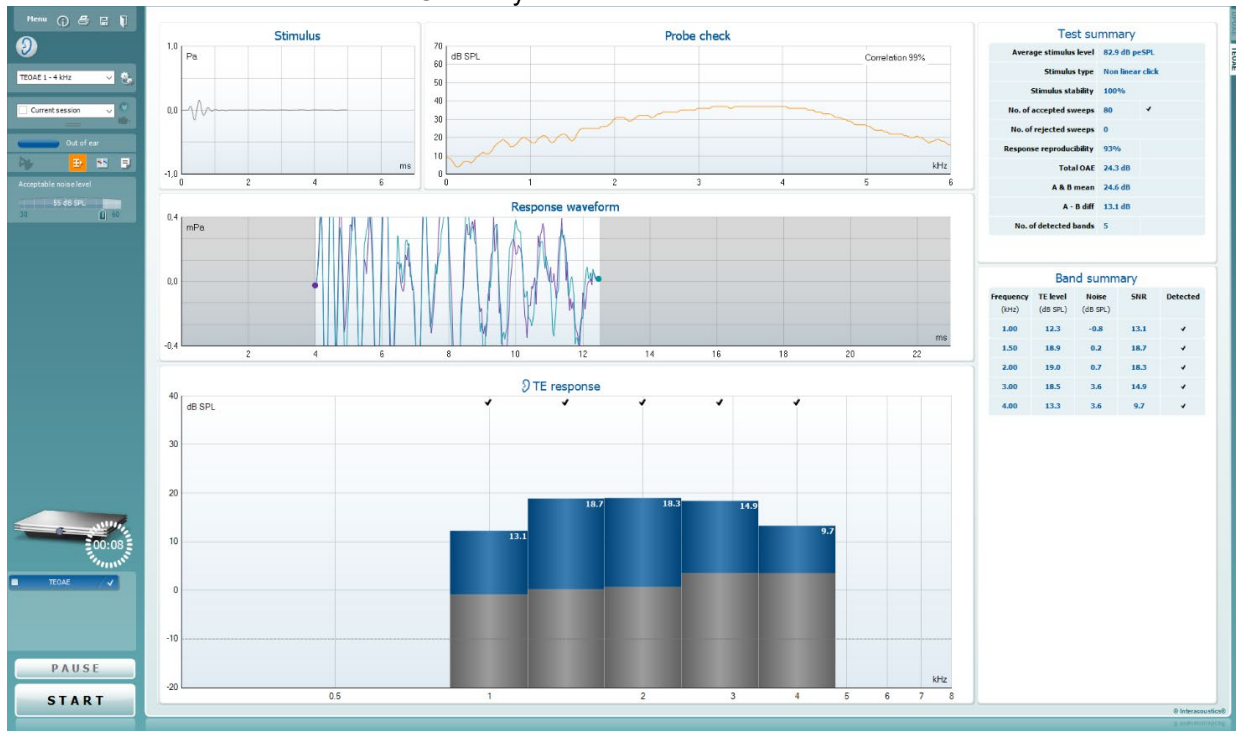 Menu
TEOAE 1 - 4 kHz
Current session
Out of ear
Acceptable noise level
55 dB SPL
30 60
00:08
TEOAE
PAUSE
START
Stimulus
1,0
Pa
0,0
-1,0
ms
0 2 4 6
Probe check
70
dB SPL
Correlation 99%
60
50
40
30
20
10
0
kHz
0 1 2 3 4 5 6
Response waveform
0,4
mPa
0,0
-0,4
ms
2 4 6 8 10 12 14 16 18 20 22
TE response
40
dB SPL
30
20
10
0
-10
-20
13.1 18.7 18.3 14.9 9.7
kHz
0.5 1 2 3 4 5 6 7 8
Test summary
Average stimulus level 82.9 dB peSPL
Stimulus type Non linear click
Stimulus stability 100%
No. of accepted sweeps 80 ✔
No. of rejected sweeps 0
Response reproducibility 93%
Total OAE 24.3 dB
A & B mean 24.6 dB
A - B diff 13.1 dB
No. of detected bands 5
Band summary
Frequency TE level Noise SNR Detected
(kHz) (dB SPL) (dB SPL)
1.00 12.3 -0.8 13.1 ✔
1.50 18.9 0.2 18.7 ✔
2.00 19.0 0.7 18.3 ✔
3.00 18.5 3.6 14.9 ✔
4.00 13.3 3.6 9.7 ✔
TEOAE
© Interacoustics®